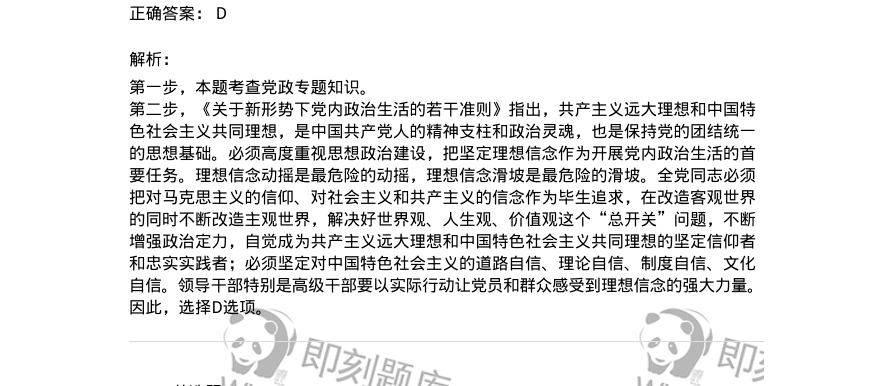 正确答案： D
解析：
第一步，本题考查党政专题知识。
第二步，《关于新形势下党内政治生活的若干准则》指出，共产主义远大理想和中国特
色社会主义共同理想，是中国共产党人的精神支柱和政治灵魂，也是保持党的团结统一
的思想基础。必须高度重视思想政治建设，把坚定理想信念作为开展党内政治生活的首
要任务。理想信念动摇是最危险的动摇，理想信念滑坡是最危险的滑坡。全党同志必须
把对马克思主义的信仰、对社会主义和共产主义的信念作为毕生追求，在改造客观世界
的同时不断改造主观世界，解决好世界观、人生观、价值观这个“总开关”问题，不断
增强政治定力，自觉成为共产主义远大理想和中国特色社会主义共同理想的坚定信仰者
和忠实实践者；必须坚定对中国特色社会主义的道路自信、理论自信、制度自信、文化
自信。领导干部特别是高级干部要以实际行动让党员和群众感受到理想信念的强大力量。
因此，选择D选项。
即刻题库
即刻